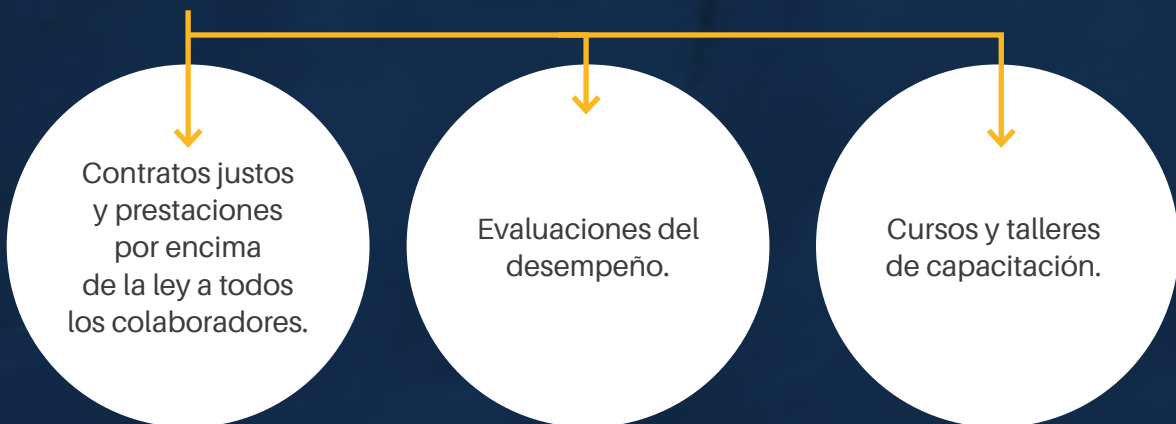 Contratos justos
y prestaciones
por encima
de la ley a todos
los colaboradores.
Evaluaciones del
desempeño.
Cursos y talleres
de capacitación.